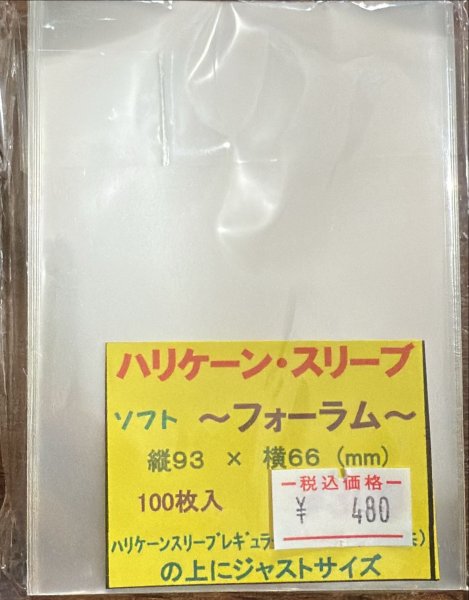 ハリケーン・スリーブ
ソフト ～フォーラム～
縦93 × 横66 (mm)
100枚入
ー税込価格ー
¥ 480
ハリケーンスリーブレギュラ
の上にジャストサイズ